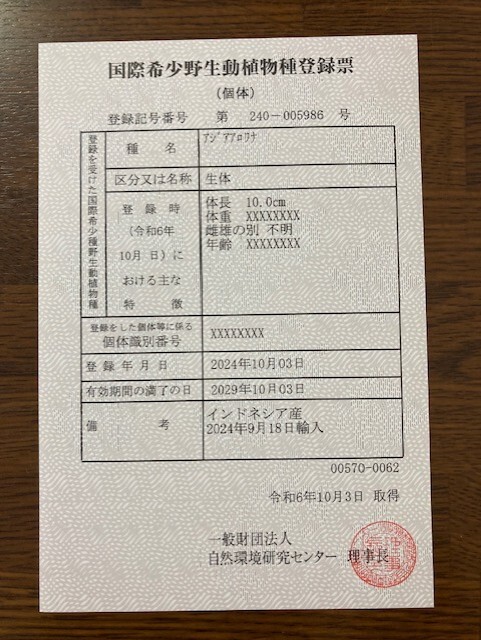 国際希少野生動植物種登録票
(個体)
登録記号番号 第 240-005986 号
登録を受けた国際希少野生動植物種
種名 アジアアロワナ
区分又は名称 生体
登録時
(令和6年
10月 日)に
おける主な
特徴
体長 10.0cm
体重 XXXXXXXX
雌雄の別 不明
年齢 XXXXXXXX
登録をした個体等に係る
個体識別番号 XXXXXXXX
登録年月日 2024年10月03日
有効期間の満了の日 2029年10月03日
備考 インドネシア産
2024年9月18日輸入
00570-0062
令和6年10月3日 取得
一般財団法人
自然環境研究センター 理事長